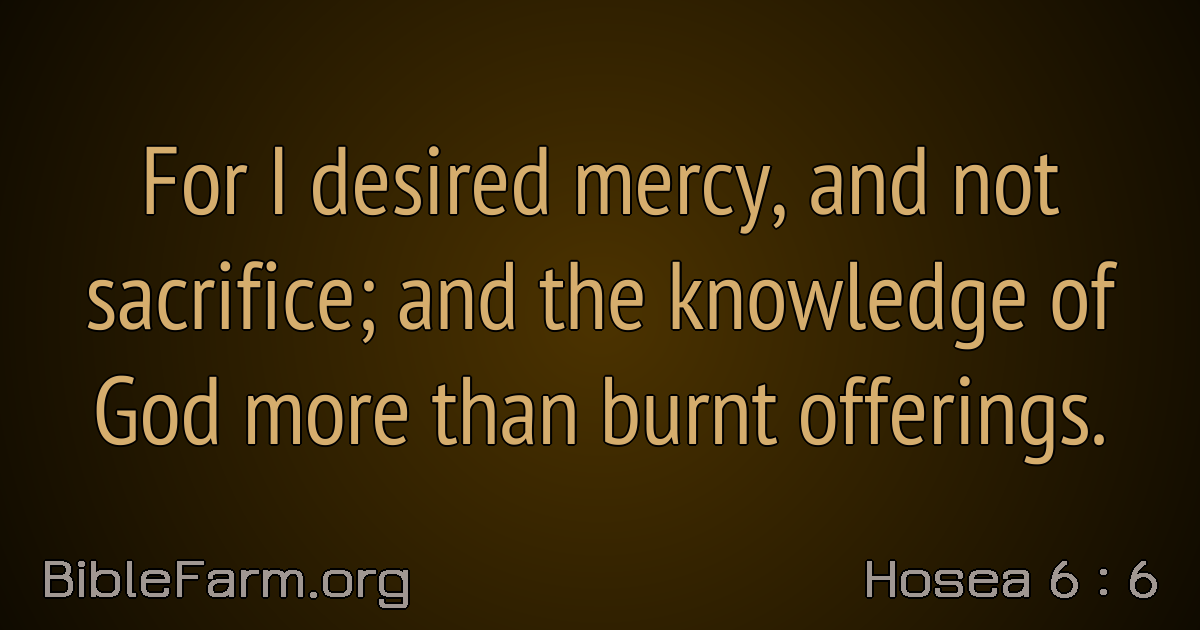 For I desired mercy, and not
sacrifice; and the knowledge of
God more than burnt offerings.
BibleFarm.org
Hosea 6 : 6